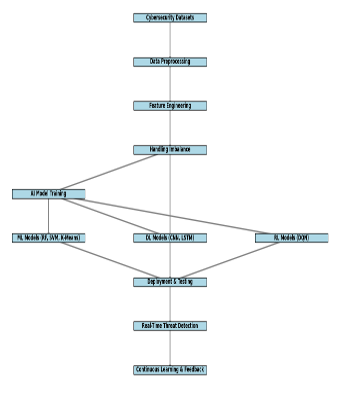 Cybersecurity Datasets
Data Preprocessing
Feature Engineering
Handling Imbalance
AI Model Training
ML Models (RF, SVM, K-Means)
DL Models (CNN, LSTM)
RL Models (DQN)
Deployment & Testing
Real-Time Threat Detection
Continuous Learning & Feedback